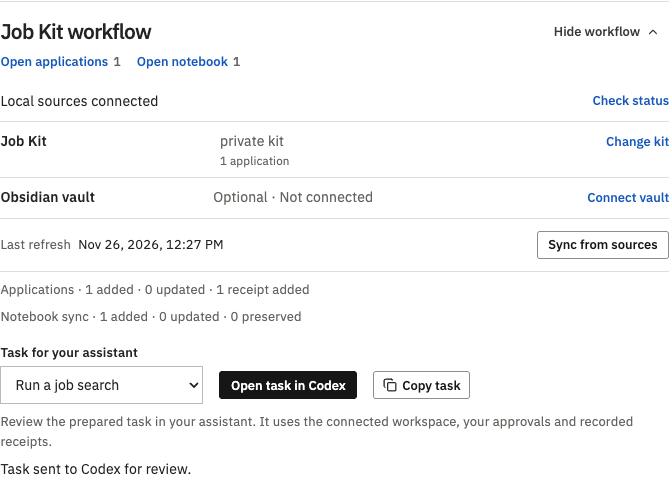 Job Kit workflow
Hide workflow
Open applications 1 Open notebook 1
Local sources connected
Check status
Job Kit
private kit
Change kit
1 application
Obsidian vault
Optional · Not connected
Connect vault
Last refresh Nov 26, 2026, 12:27 PM
Sync from sources
Applications · 1 added · 0 updated · 1 receipt added
Notebook sync · 1 added · 0 updated · 0 preserved
Task for your assistant
Run a job search
Open task in Codex
Copy task
Review the prepared task in your assistant. It uses the connected workspace, your approvals and recorded
receipts.
Task sent to Codex for review.